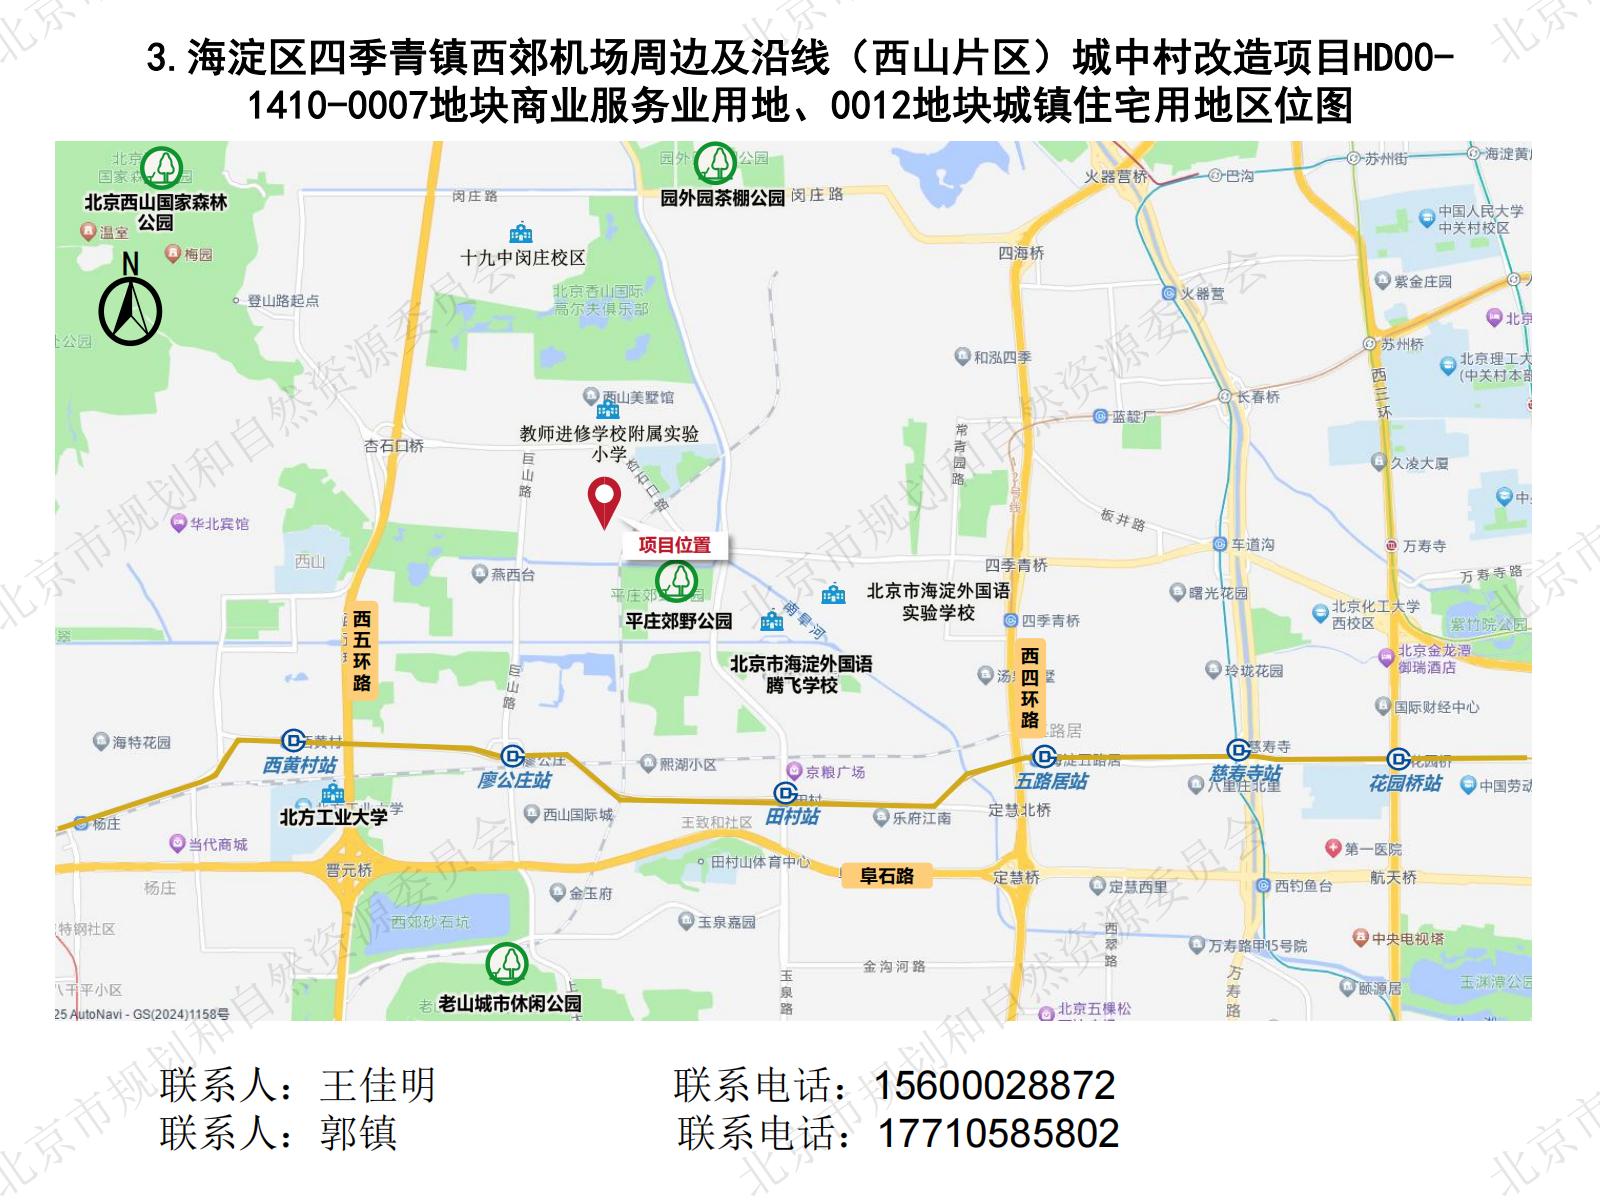 3.海淀区四季青镇西郊机场周边及沿线（西山片区）城中村改造项目HD00-
1410-0007地块商业服务业用地、0012地块城镇住宅用地区位图
园外园茶棚公园
闵庄路
闵庄路
火器营桥
巴沟
苏州街
海淀黄
北京西山国家森林
公园
温室
梅园
N
登山路起点
十九中闵庄校区
北京香山国际
高尔夫俱乐部
四海桥
火器营
中国人民大学
中关村校区
紫金庄园
苏州桥
北京理工大
(中关村本部
西三环
和泓四季
长春桥
蓝靛厂
久凌大厦
西山美墅馆
教师进修学校附属实验
小学
杏石口桥
杏石口路
巨山路
常青园路
12号线
板井路
车道沟
万寿寺
万寿寺路
华北宾馆
西山
燕西台
项目位置
平庄郊野公园
南旱河
北京市海淀外国语
实验学校
北京市海淀外国语
腾飞学校
四季青桥
四季青桥
曙光花园
北京化工大学
西校区
紫竹院公园
北京金龙潭
御瑞酒店
玲珑花园
国际财经中心
西五环路
西四环路
巨山路
海特花园
西黄村站
廖公庄站
熙湖小区
京粮广场
田村站
五路居站
慈寿寺
慈寿寺站
花园桥站
八里庄北里
中国劳动
杨庄
北方工业大学
西山国际城
王致和社区
乐府江南
定慧北桥
当代商城
晋元桥
田村山体育中心
阜石路
定慧桥
定慧西里
西钓鱼台
第一医院
航天桥
杨庄
金玉府
西郊砂石坑
玉泉嘉园
特钢社区
西翠路
万寿路甲15号院
中央电视塔
金沟河路
玉泉路
万寿路
颐源居
玉渊潭公
八千平小区
老山城市休闲公园
北京五棵松
25 AutoNavi - GS(2024)1158号
联系人：王佳明 联系电话：15600028872
联系人：郭镇 联系电话：17710585802
北京市规划和自然资源委员会